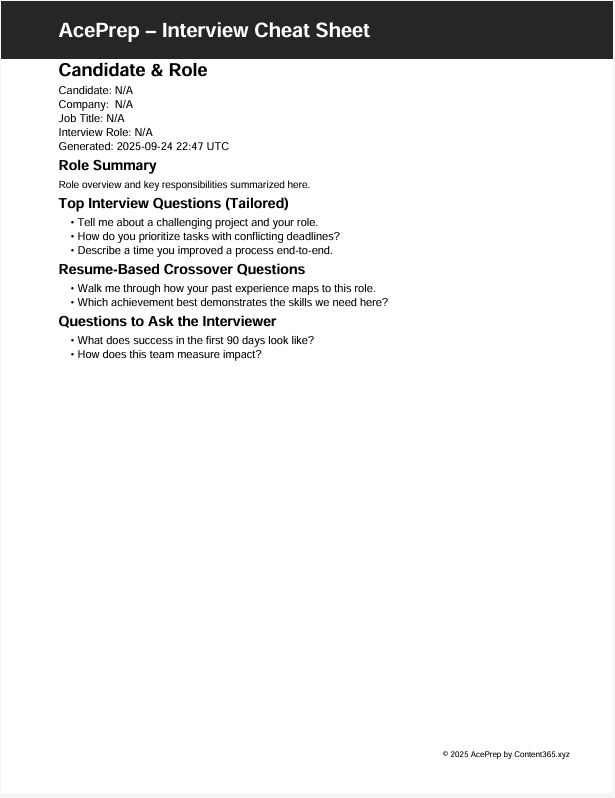 AcePrep – Interview Cheat Sheet
Candidate & Role
Candidate: N/A
Company:  N/A
Job Title: N/A
Interview Role: N/A
Generated: 2025-09-24 22:47 UTC
Role Summary
Role overview and key responsibilities summarized here.
Top Interview Questions (Tailored)
• Tell me about a challenging project and your role.
• How do you prioritize tasks with conflicting deadlines?
• Describe a time you improved a process end-to-end.
Resume-Based Crossover Questions
• Walk me through how your past experience maps to this role.
• Which achievement best demonstrates the skills we need here?
Questions to Ask the Interviewer
• What does success in the first 90 days look like?
• How does this team measure impact?
© 2025 AcePrep by Content365.xyz